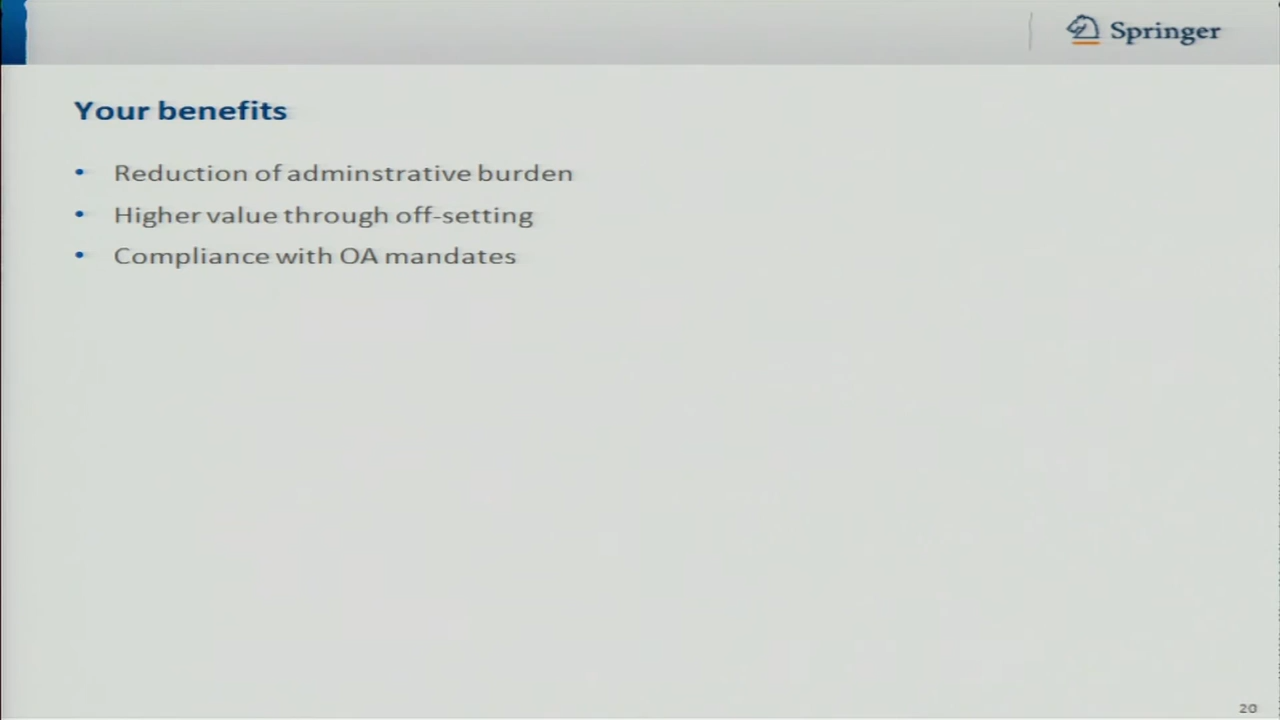 Springer
Your benefits
• Reduction of adminstrative burden
• Higher value through off-setting
• Compliance with OA mandates
20